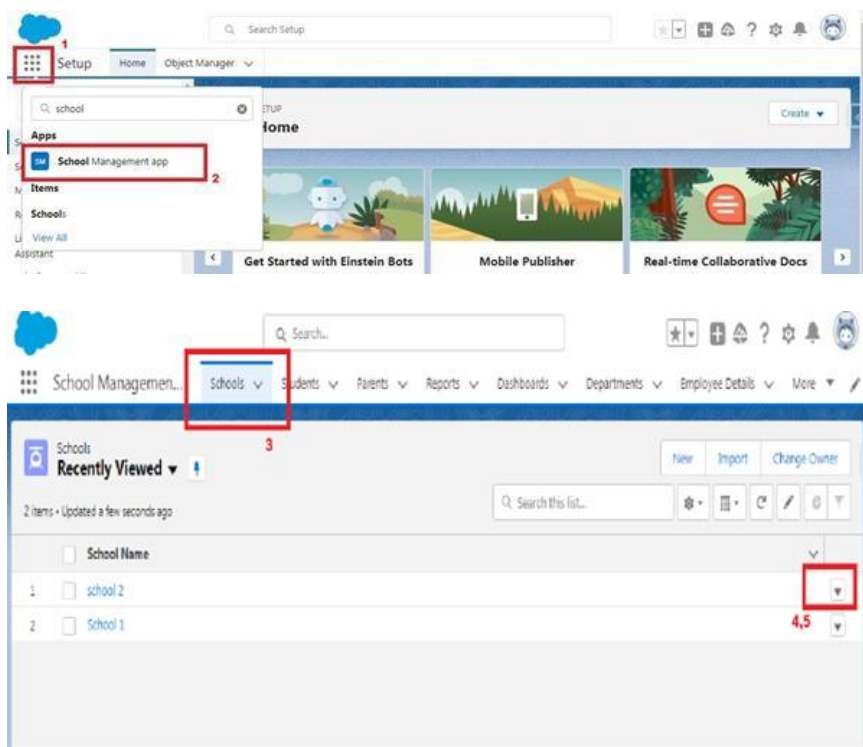 Search Setup
1
Setup Home Object Manager
school
SETUP
Home
Create
Apps
SM School Management app
2
Items
Schools
View All
Assistant
Get Started with Einstein Bots Mobile Publisher Real-time Collaborative Docs
Search...
School Managemen... Schools Students Parents Reports Dashboards Departments Employee Details More
3
Schools
Recently Viewed
New Import Change Owner
2 items • Updated a few seconds ago
Search this list...
School Name
1 school 2
4,5
2 School 1